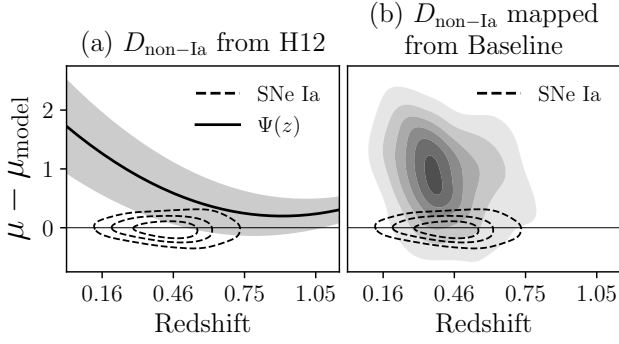 (a) D_non−Ia from H12
(b) D_non−Ia mapped
from Baseline
μ − μ_model
2
1
0
SNe Ia
Ψ(z)
SNe Ia
0.16 0.46 0.75 1.05
0.16 0.46 0.75 1.05
Redshift
Redshift